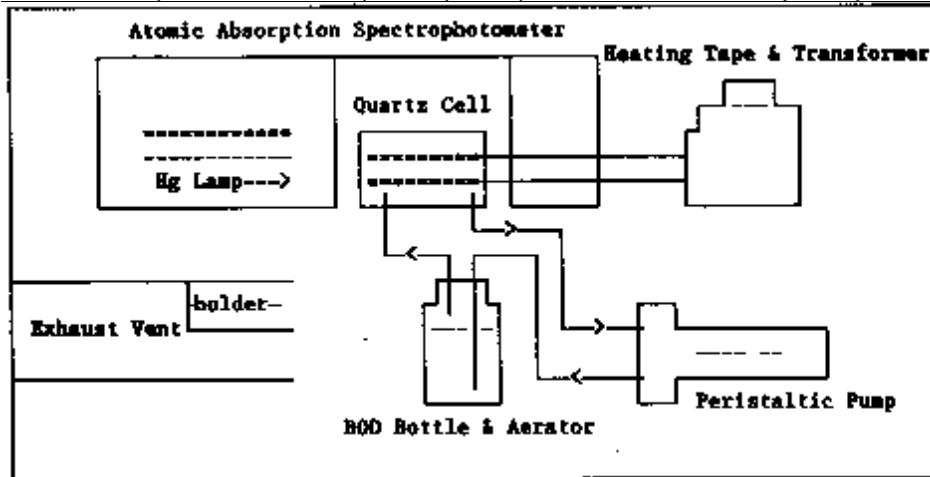 Atomic Absorption Spectrophotometer
Heating Tape & Transformer
Quartz Cell
Hg Lamp--->
holder
Exhaust Vent
Peristaltic Pump
BOD Bottle & Aerator